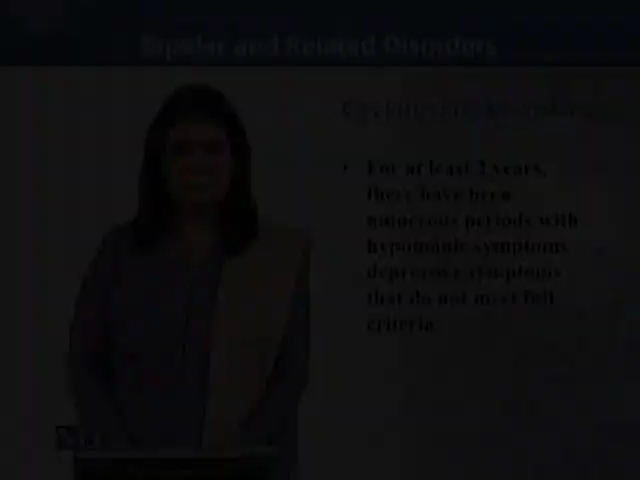 Bipolar and Related Disorders
Cyclothymic Disorder
• For at least 2 years,
there have been
numerous periods with
hypomanic symptoms
depressive symptoms
that do not meet full
criteria.